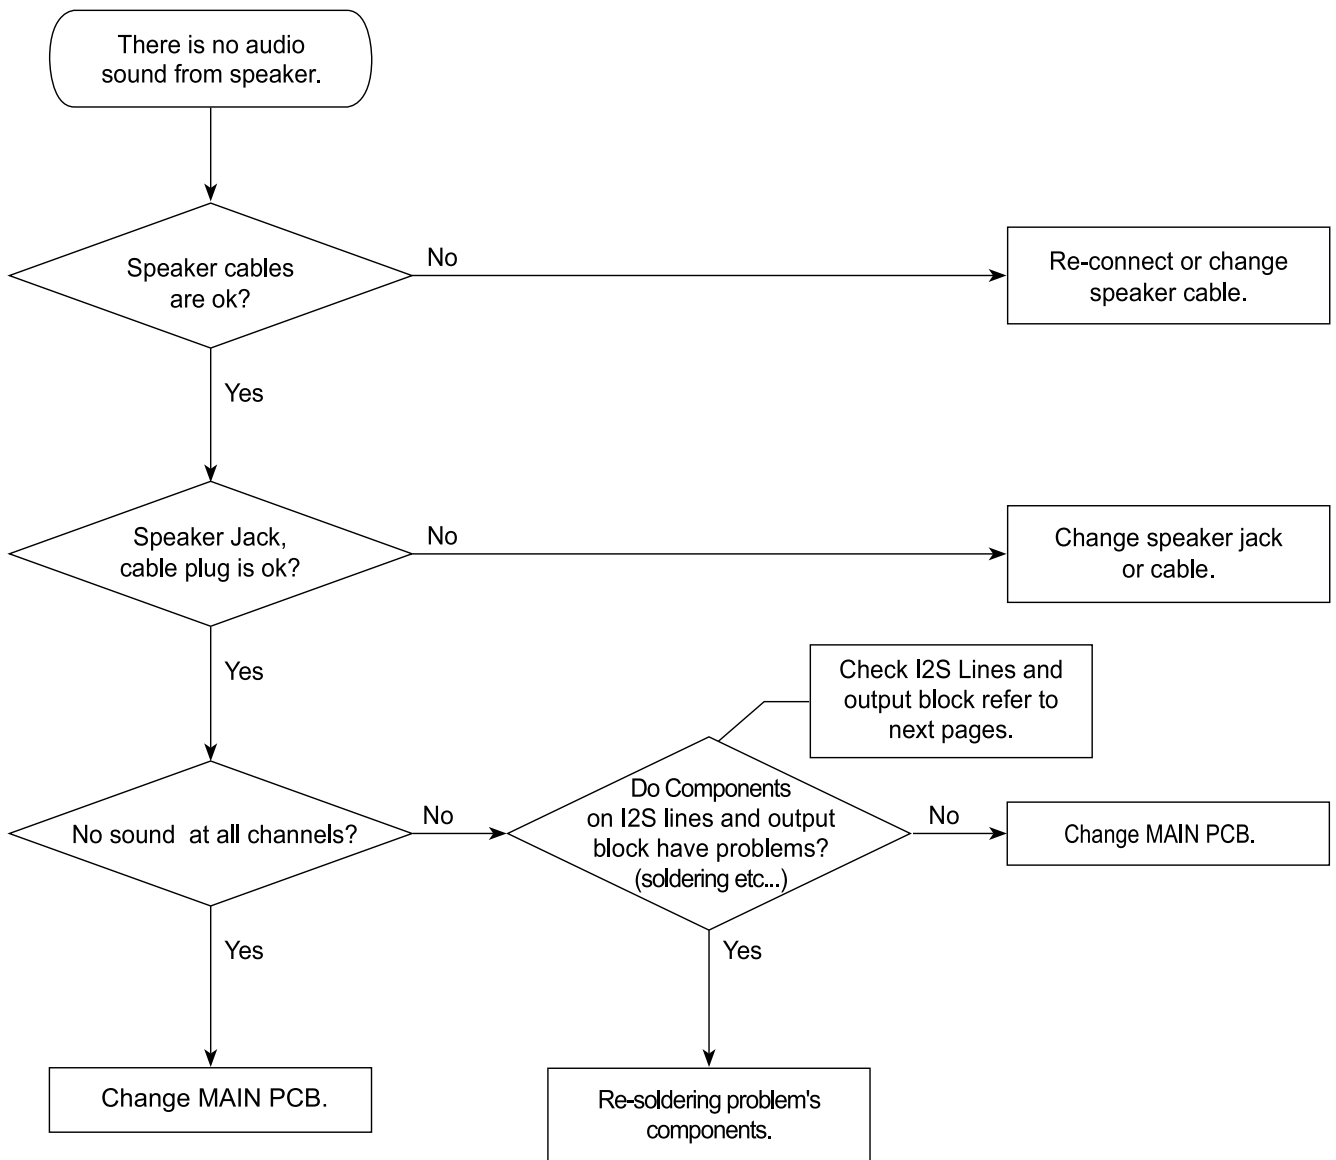 There is no audio
sound from speaker.
Speaker cables
are ok?
No
Re-connect or change
speaker cable.
Yes
Speaker Jack,
cable plug is ok?
No
Change speaker jack
or cable.
Yes
Check I2S Lines and
output block refer to
next pages.
No sound at all channels?
No
Do Components
on I2S lines and output
block have problems?
(soldering etc...)
No
Change MAIN PCB.
Yes
Yes
Change MAIN PCB.
Re-soldering problem's
components.